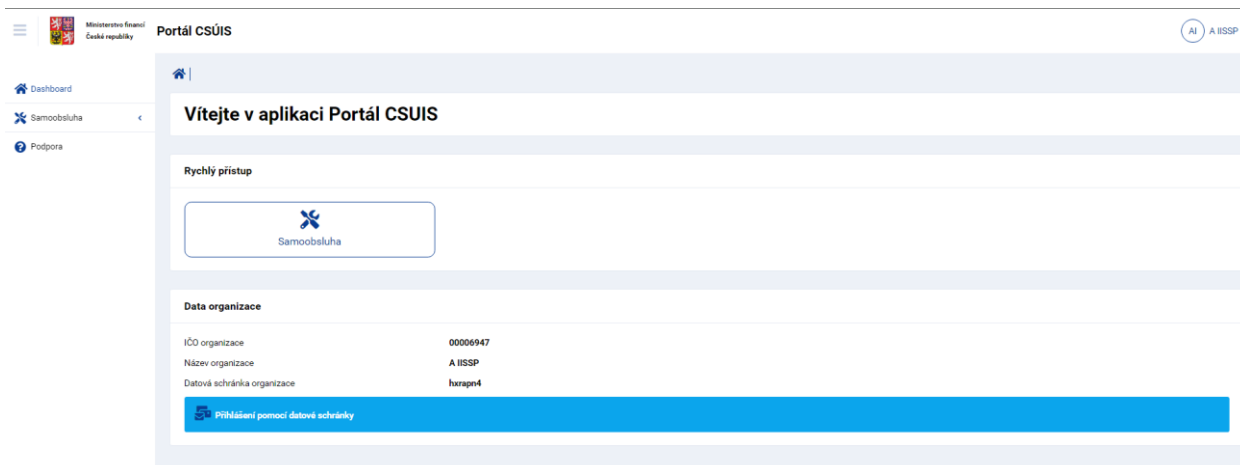 Ministerstvo financí
České republiky
Portál CSÚIS
AI
A IISSP
Dashboard
Samoobsluha
Podpora
Vítejte v aplikaci Portál CSUIS
Rychlý přístup
Samoobsluha
Data organizace
IČO organizace 00006947
Název organizace A IISSP
Datová schránka organizace hxrapn4
Přihlášení pomocí datové schránky